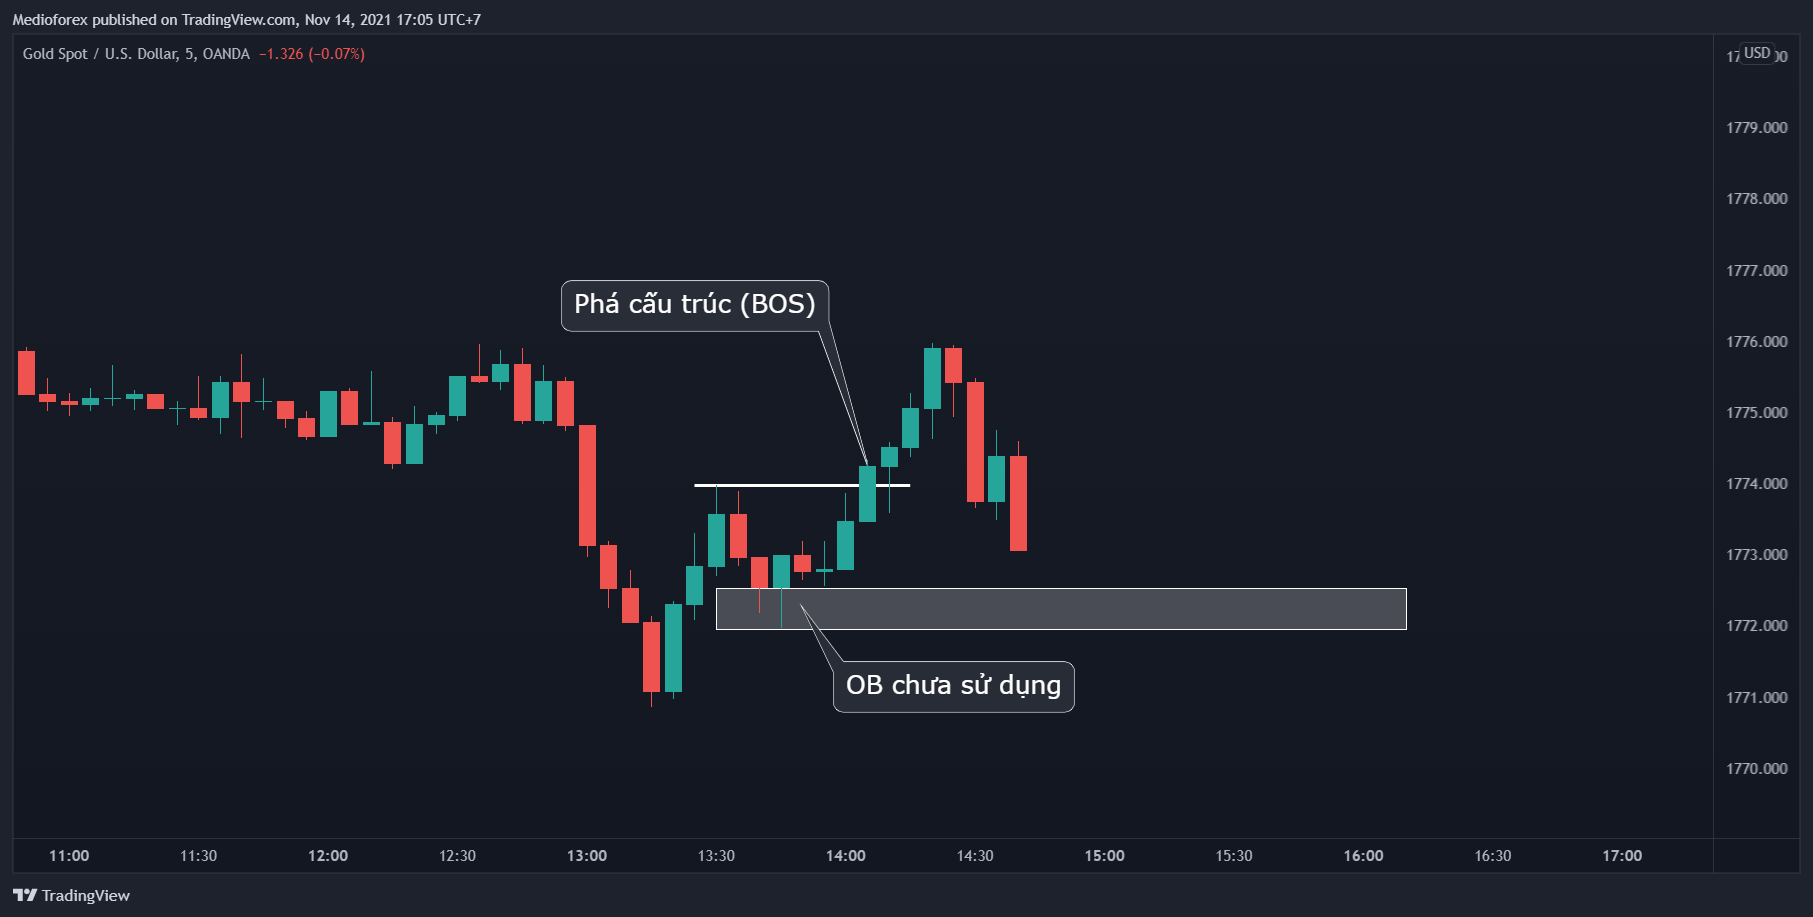 Medioforex published on TradingView.com, Nov 14, 2021 17:05 UTC+7
Gold Spot / U.S. Dollar, 5, OANDA −1.326 (−0.07%)
USD
1779.000
1778.000
1777.000
Phá cấu trúc (BOS)
1776.000
1775.000
1774.000
1773.000
1772.000
OB chưa sử dụng
1771.000
1770.000
11:00 11:30 12:00 12:30 13:00 13:30 14:00 14:30 15:00 15:30 16:00 16:30 17:00
TradingView